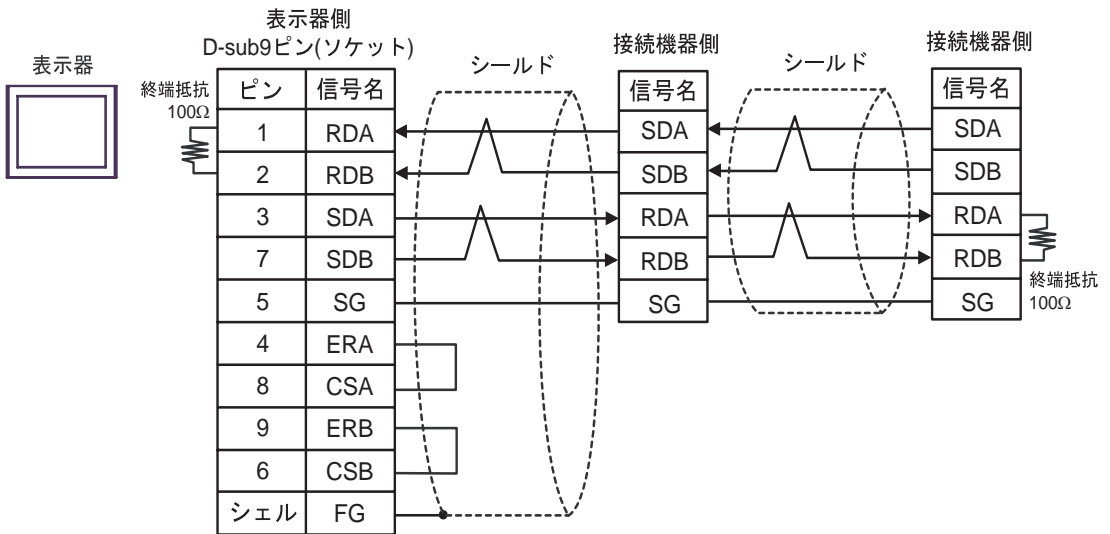 表示器
表示器側
D-sub9ピン(ソケット)
終端抵抗
100Ω
ピン 信号名
1 RDA
2 RDB
3 SDA
7 SDB
5 SG
4 ERA
8 CSA
9 ERB
6 CSB
シェル FG
シールド
接続機器側
信号名
SDA
SDB
RDA
RDB
SG
シールド
接続機器側
信号名
SDA
SDB
RDA
RDB
SG
終端抵抗
100Ω